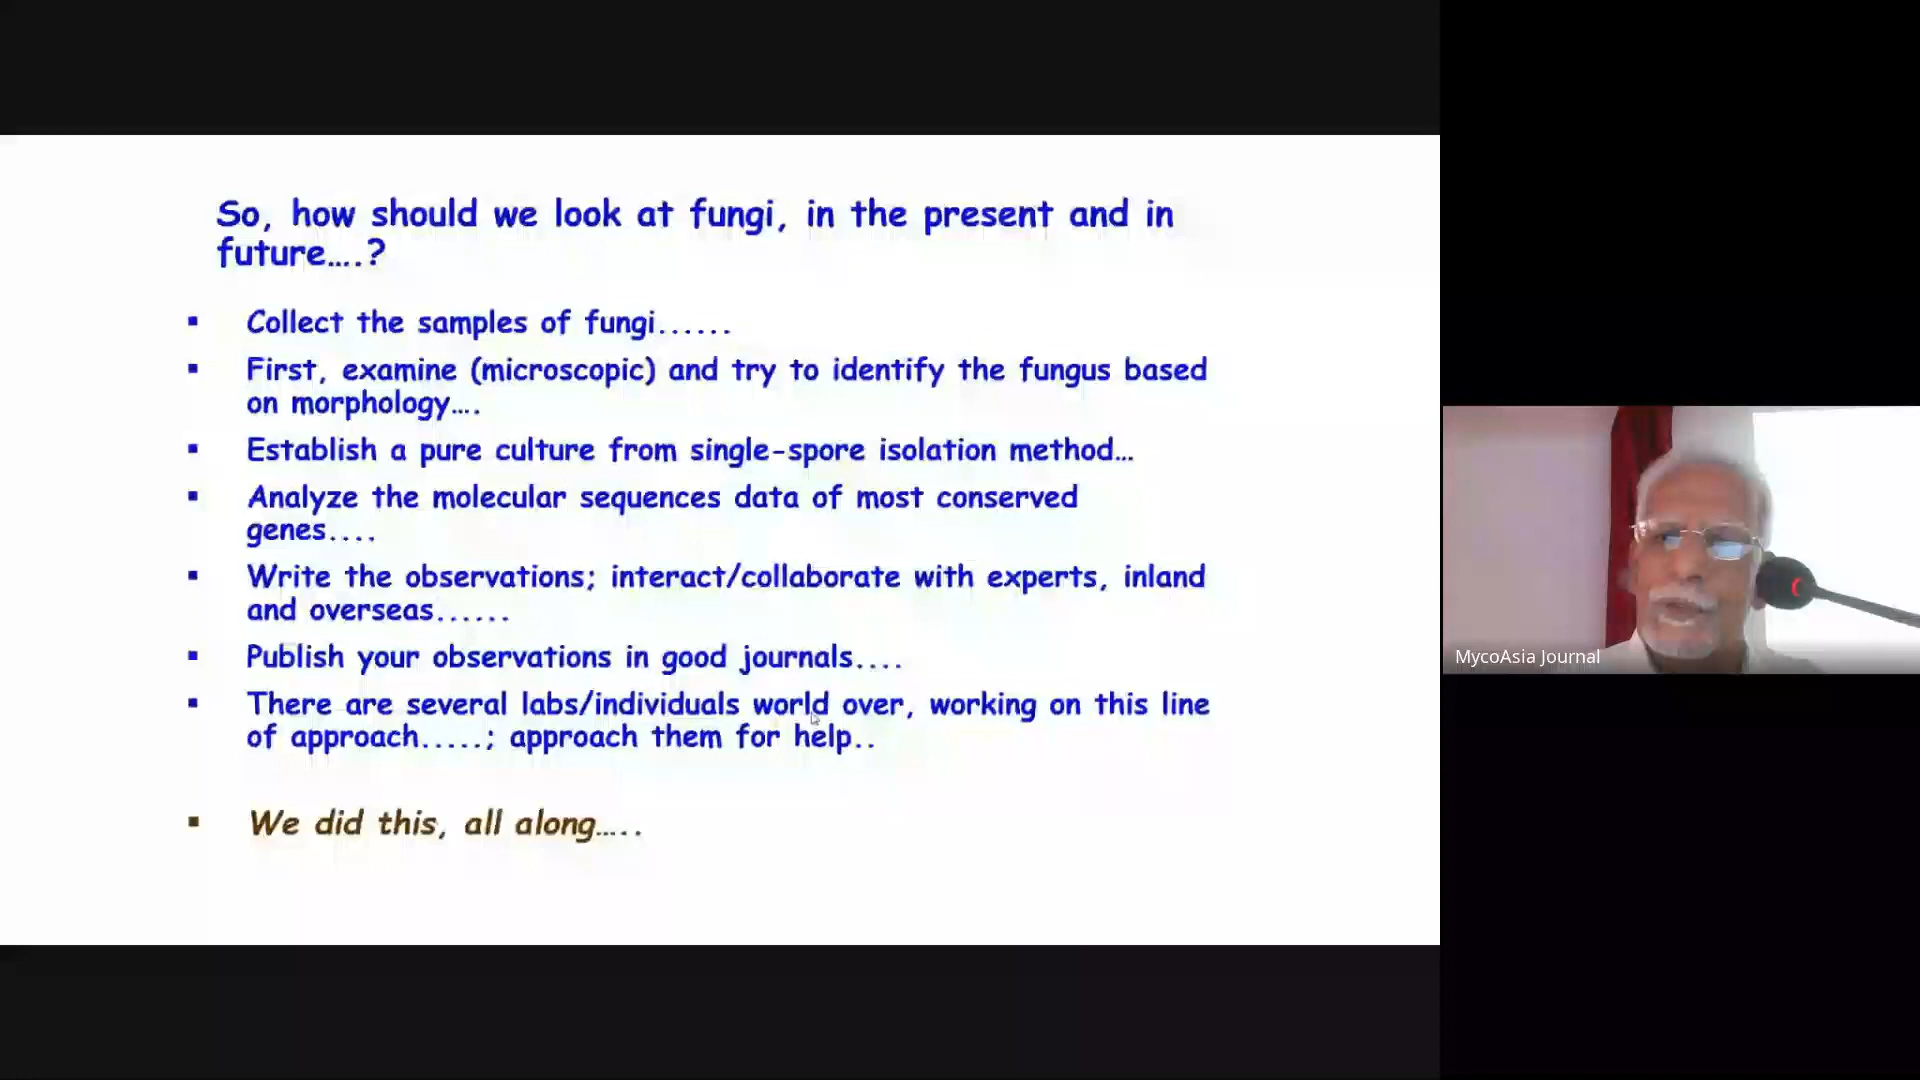 So, how should we look at fungi, in the present and in
future....?
▪ Collect the samples of fungi......
▪ First, examine (microscopic) and try to identify the fungus based
on morphology....
▪ Establish a pure culture from single-spore isolation method...
▪ Analyze the molecular sequences data of most conserved
genes....
▪ Write the observations; interact/collaborate with experts, inland
and overseas......
▪ Publish your observations in good journals....
▪ There are several labs/individuals world over, working on this line
of approach.....; approach them for help..
▪ We did this, all along.....
MycoAsia Journal